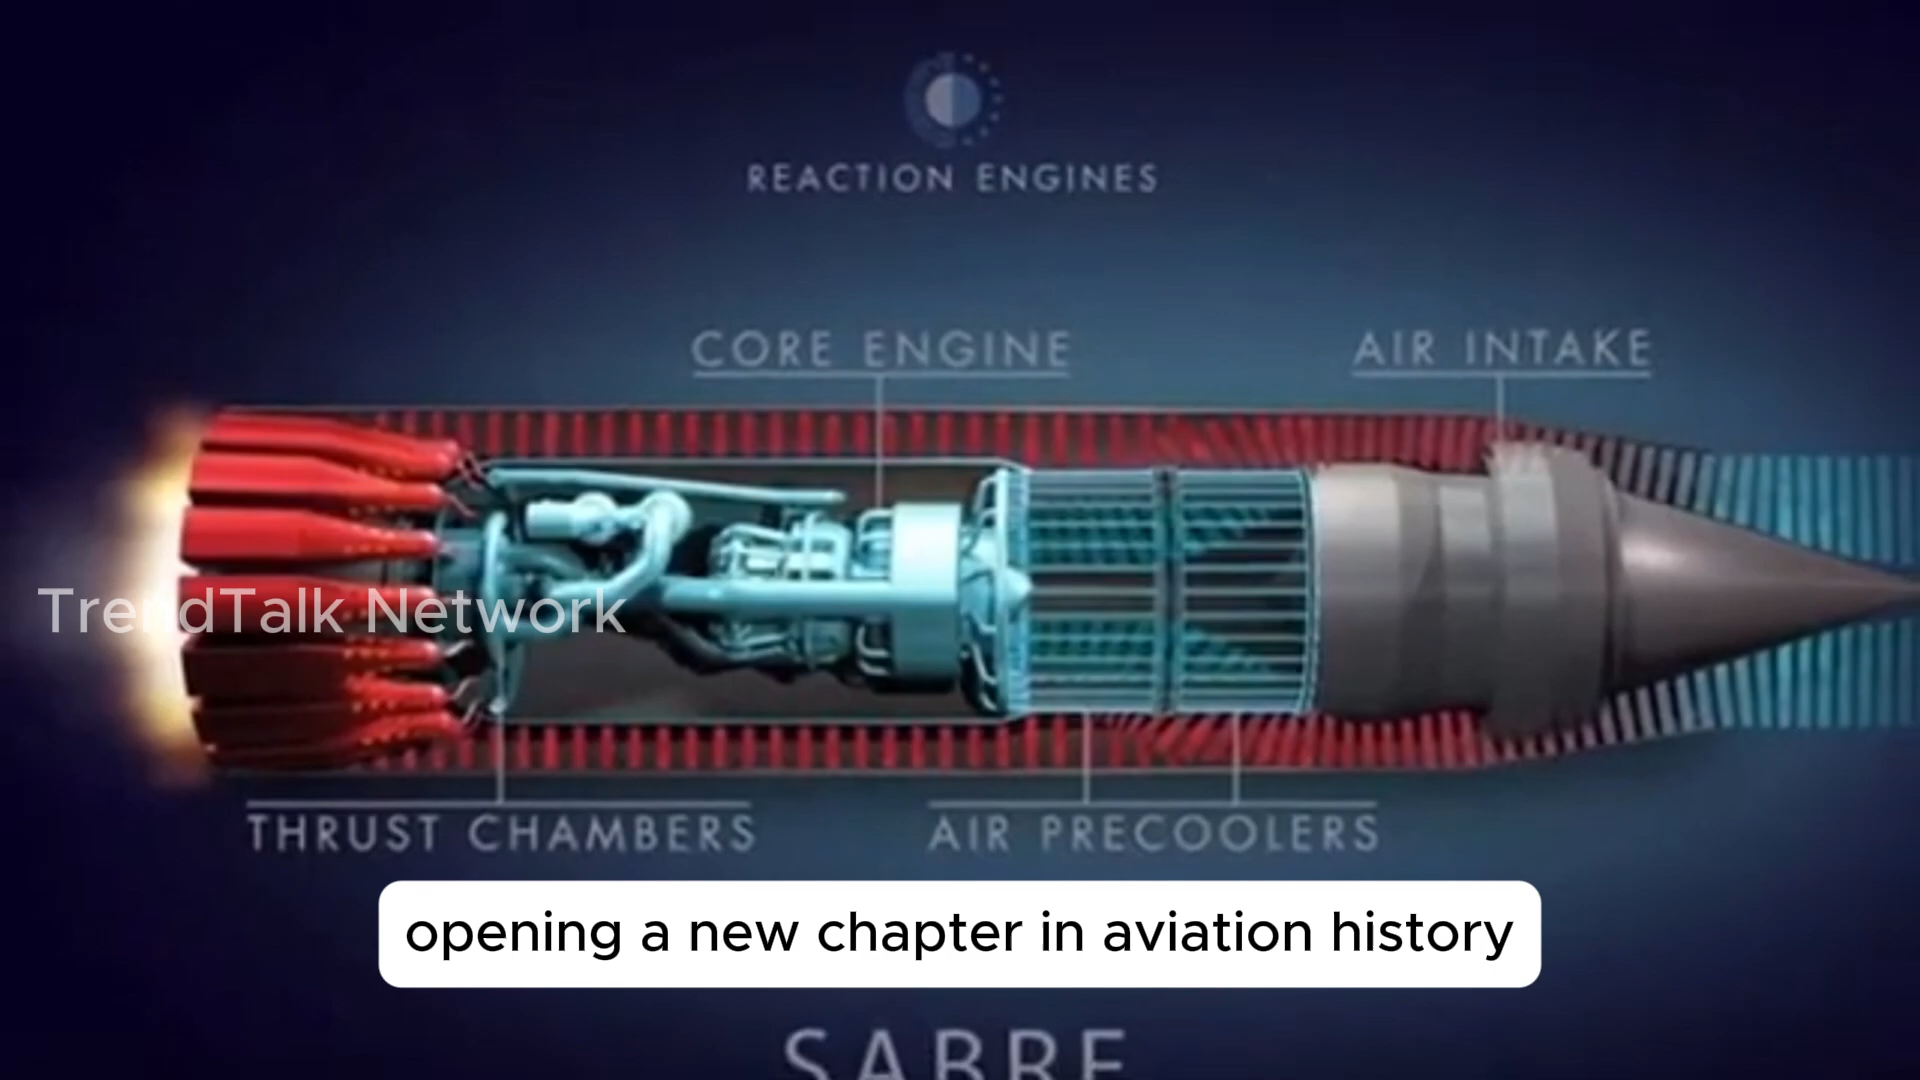 REACTION ENGINES
CORE ENGINE
AIR INTAKE
TrendTalk Network
THRUST CHAMBERS
AIR PRECOOLERS
opening a new chapter in aviation history
SABRE